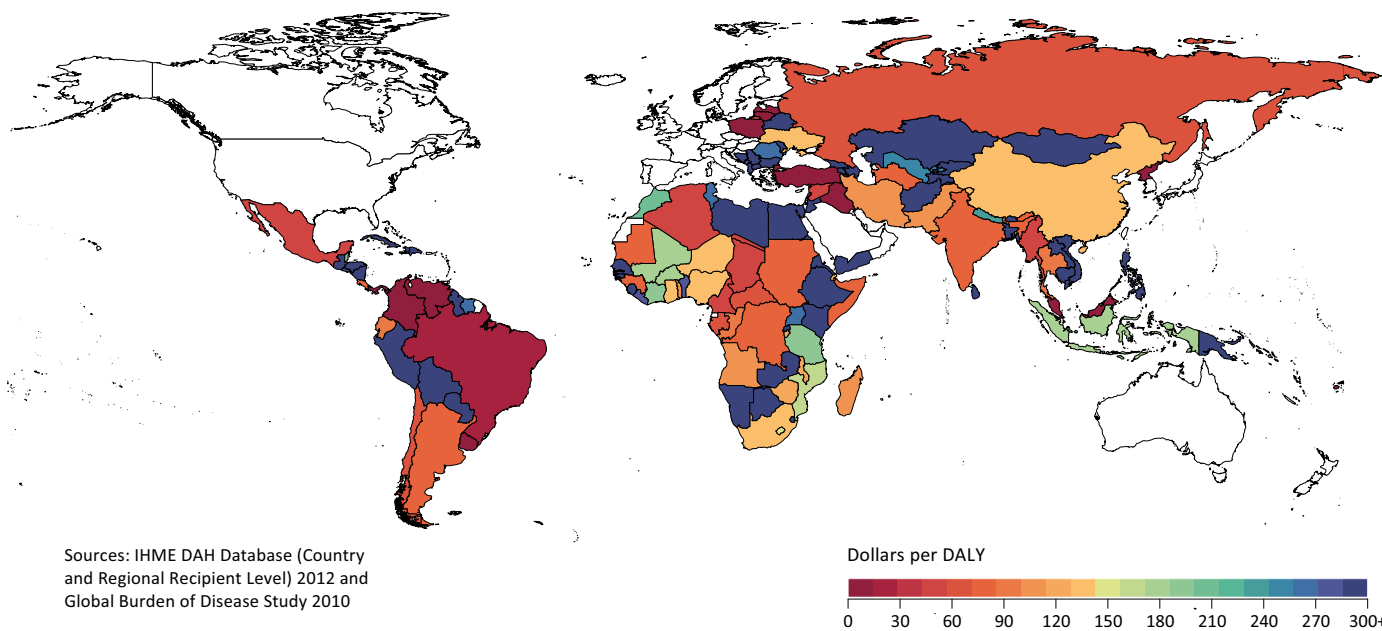 Sources: IHME DAH Database (Country
and Regional Recipient Level) 2012 and
Global Burden of Disease Study 2010
Dollars per DALY
0 30 60 90 120 150 180 210 240 270 300+